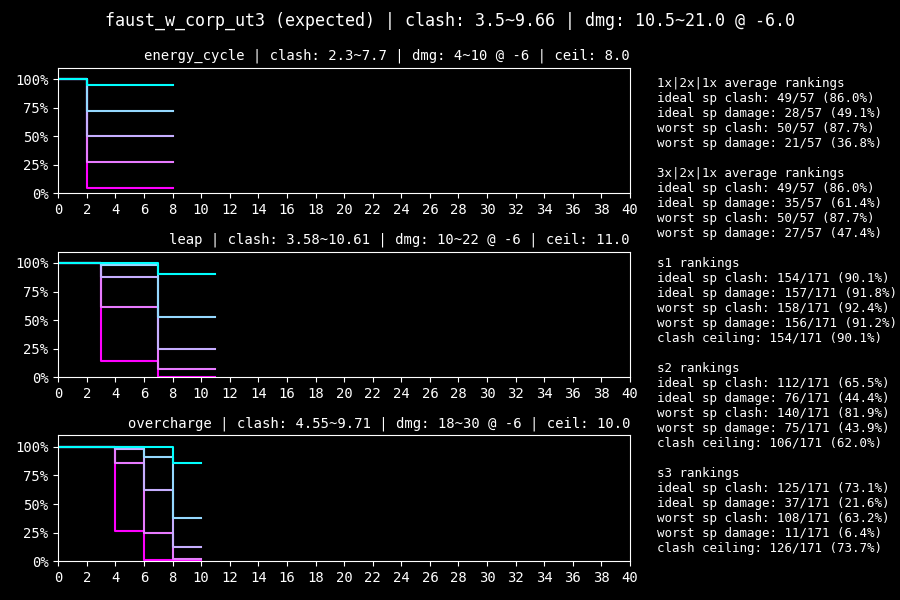 faust_w_corp_ut3 (expected) | clash: 3.5~9.66 | dmg: 10.5~21.0 @ -6.0
energy_cycle | clash: 2.3~7.7 | dmg: 4~10 @ -6 | ceil: 8.0
100%
75%
50%
25%
0%
0 2 4 6 8 10 12 14 16 18 20 22 24 26 28 30 32 34 36 38 40
leap | clash: 3.58~10.61 | dmg: 10~22 @ -6 | ceil: 11.0
100%
75%
50%
25%
0%
0 2 4 6 8 10 12 14 16 18 20 22 24 26 28 30 32 34 36 38 40
overcharge | clash: 4.55~9.71 | dmg: 18~30 @ -6 | ceil: 10.0
100%
75%
50%
25%
0%
0 2 4 6 8 10 12 14 16 18 20 22 24 26 28 30 32 34 36 38 40
1x|2x|1x average rankings
ideal sp clash: 49/57 (86.0%)
ideal sp damage: 28/57 (49.1%)
worst sp clash: 50/57 (87.7%)
worst sp damage: 21/57 (36.8%)
3x|2x|1x average rankings
ideal sp clash: 49/57 (86.0%)
ideal sp damage: 35/57 (61.4%)
worst sp clash: 50/57 (87.7%)
worst sp damage: 27/57 (47.4%)
s1 rankings
ideal sp clash: 154/171 (90.1%)
ideal sp damage: 157/171 (91.8%)
worst sp clash: 158/171 (92.4%)
worst sp damage: 156/171 (91.2%)
clash ceiling: 154/171 (90.1%)
s2 rankings
ideal sp clash: 112/171 (65.5%)
ideal sp damage: 76/171 (44.4%)
worst sp clash: 140/171 (81.9%)
worst sp damage: 75/171 (43.9%)
clash ceiling: 106/171 (62.0%)
s3 rankings
ideal sp clash: 125/171 (73.1%)
ideal sp damage: 37/171 (21.6%)
worst sp clash: 108/171 (63.2%)
worst sp damage: 11/171 (6.4%)
clash ceiling: 126/171 (73.7%)